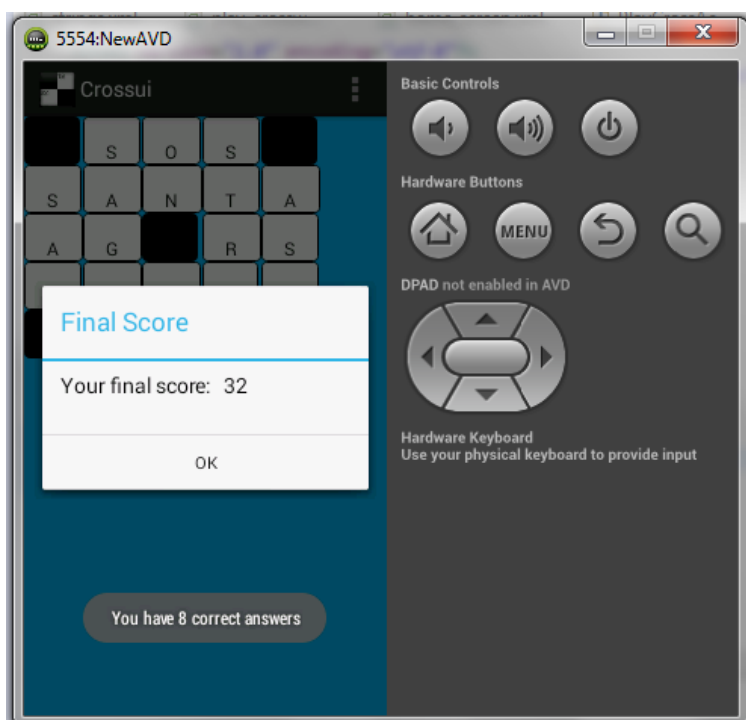 5554:NewAVD
Crossui
S O S
S A N T A
A G R S
Final Score
Your final score: 32
OK
You have 8 correct answers
Basic Controls
Hardware Buttons
MENU
DPAD not enabled in AVD
Hardware Keyboard
Use your physical keyboard to provide input